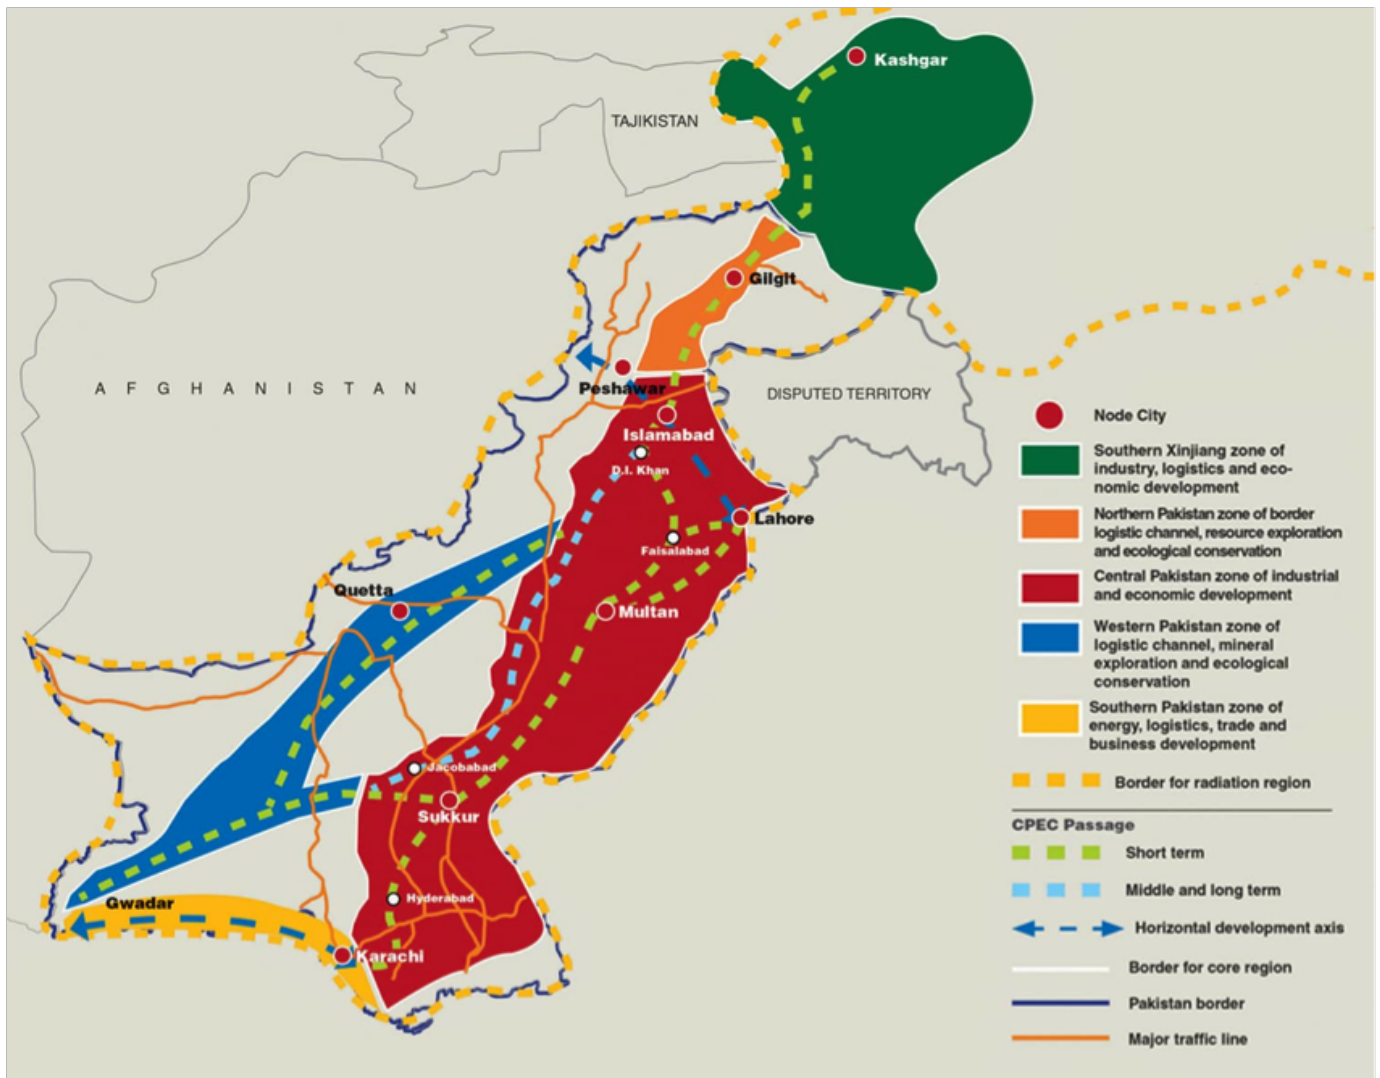 Kashgar
TAJIKISTAN
Gilgit
AFGHANISTAN
Peshawar
DISPUTED TERRITORY
Islamabad
D.I. Khan
Lahore
Faisalabad
Quetta
Multan
Jacobabad
Sukkur
Hyderabad
Gwadar
Karachi
Node City
Southern Xinjiang zone of
industry, logistics and eco-
nomic development
Northern Pakistan zone of border
logistic channel, resource exploration
and ecological conservation
Central Pakistan zone of industrial
and economic development
Western Pakistan zone of
logistic channel, mineral
exploration and ecological
conservation
Southern Pakistan zone of
energy, logistics, trade and
business development
Border for radiation region
CPEC Passage
Short term
Middle and long term
Horizontal development axis
Border for core region
Pakistan border
Major traffic line